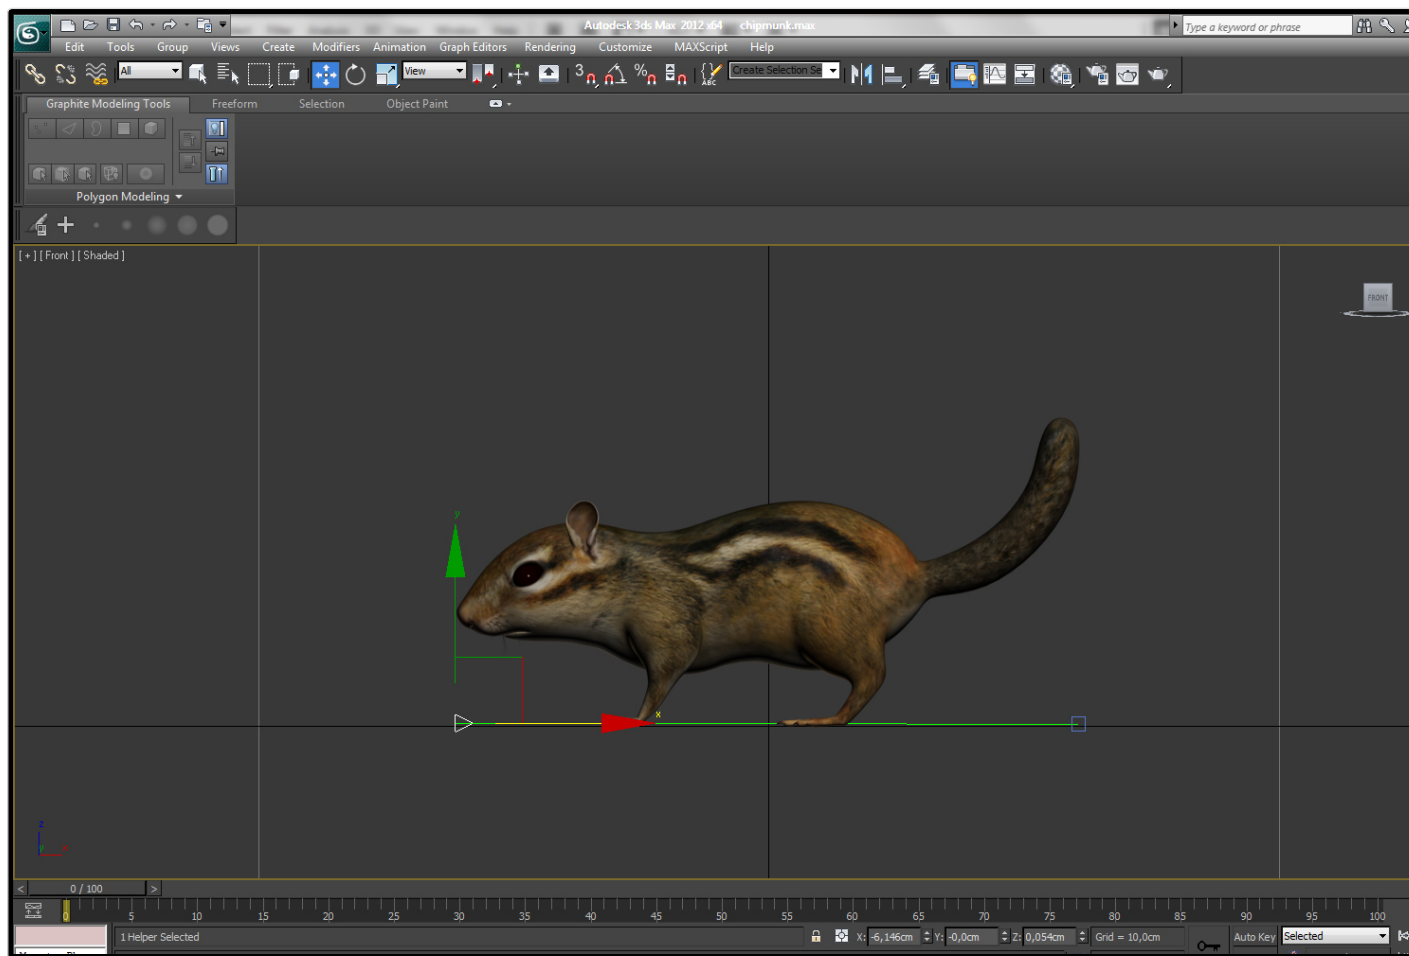 Autodesk 3ds Max 2012 x64 chipmunk.max
Type a keyword or phrase
Edit Tools Group Views Create Modifiers Animation Graph Editors Rendering Customize MAXScript Help
All
View
3
%
ABC
Create Selection Se
Graphite Modeling Tools Freeform Selection Object Paint
Polygon Modeling
[ + ] [ Front ] [ Shaded ]
FRONT
y
x
z
0 / 100
0 5 10 15 20 25 30 35 40 45 50 55 60 65 70 75 80 85 90 95 100
1 Helper Selected
X: -6,146cm Y: -0,0cm Z: 0,054cm Grid = 10,0cm
Auto Key Selected